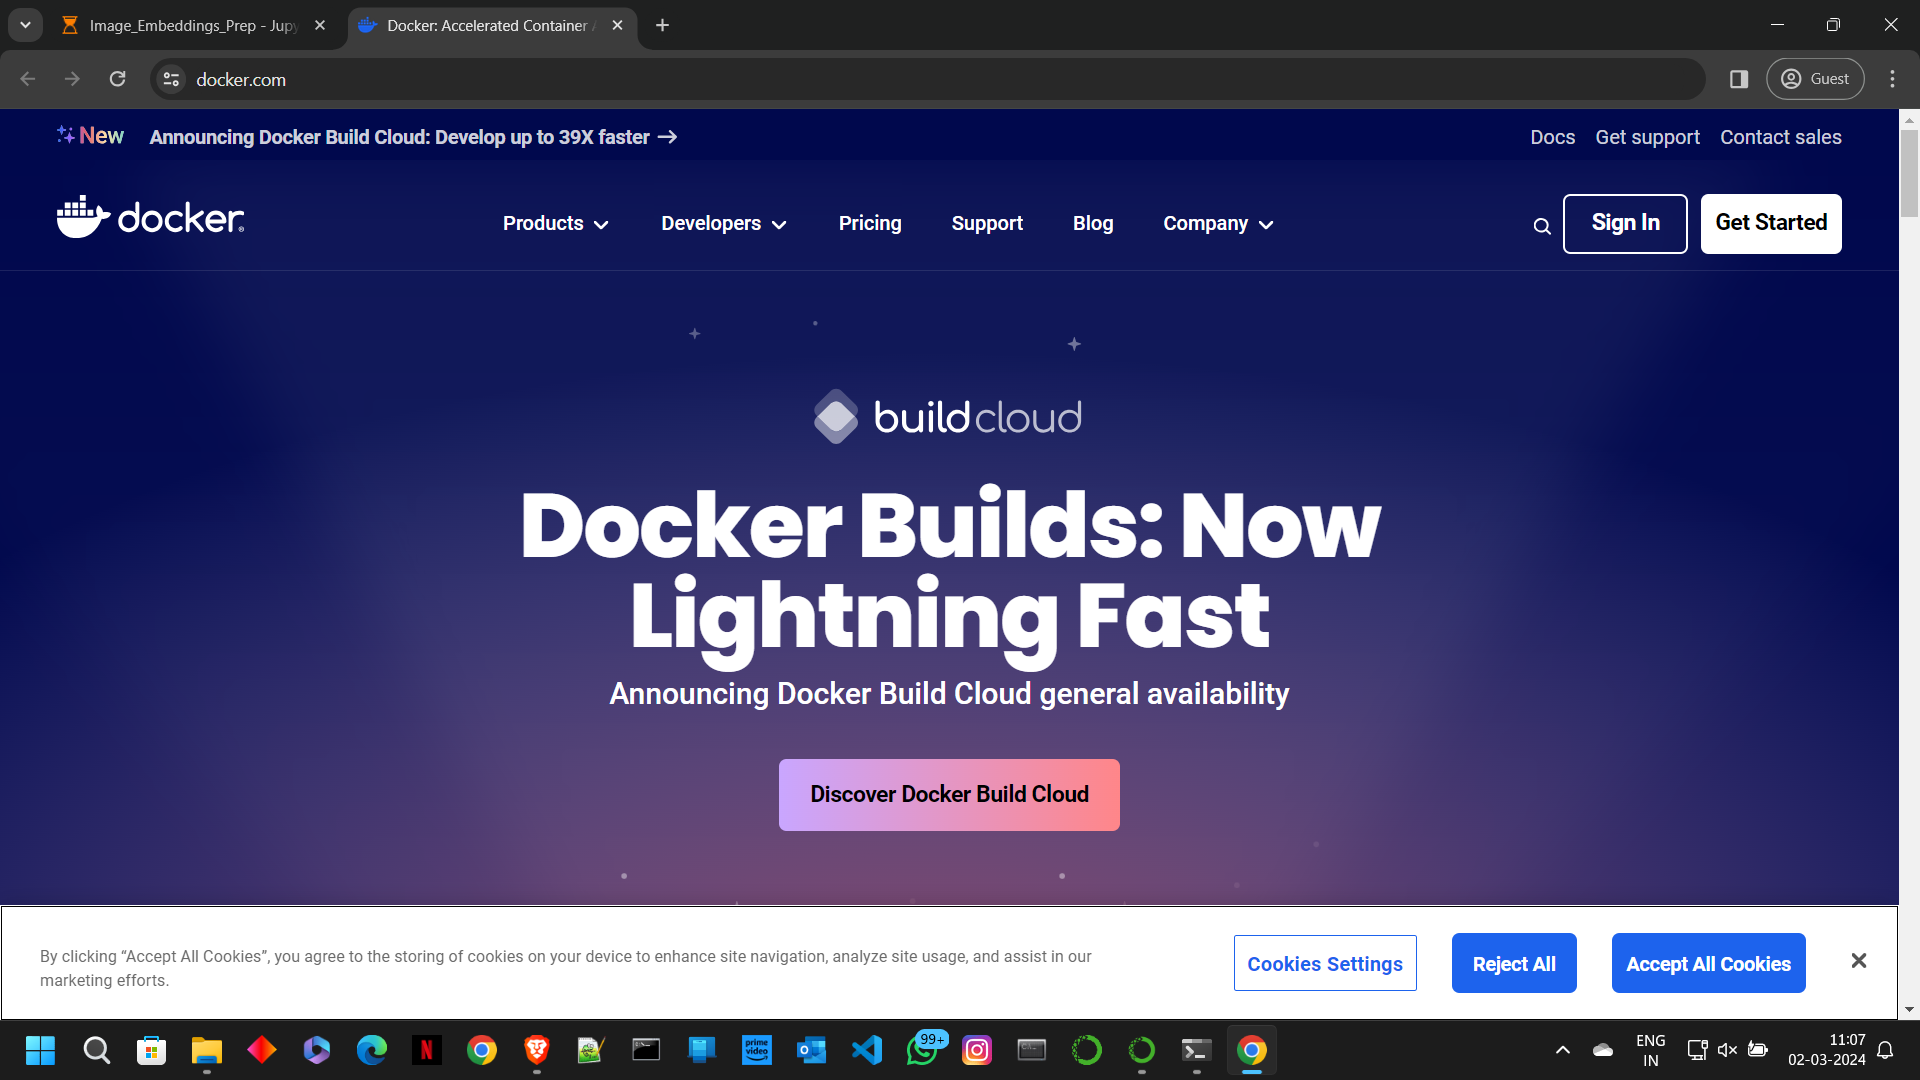 Image_Embeddings_Prep - Jupy
Docker: Accelerated Container
docker.com
Guest
New Announcing Docker Build Cloud: Develop up to 39X faster →
Docs Get support Contact sales
docker
Products Developers Pricing Support Blog Company
Sign In Get Started
build cloud
Docker Builds: Now
Lightning Fast
Announcing Docker Build Cloud general availability
Discover Docker Build Cloud
By clicking “Accept All Cookies”, you agree to the storing of cookies on your device to enhance site navigation, analyze site usage, and assist in our
marketing efforts.
Cookies Settings Reject All Accept All Cookies
N
prime
video
99+
ENG
IN
11:07
02-03-2024